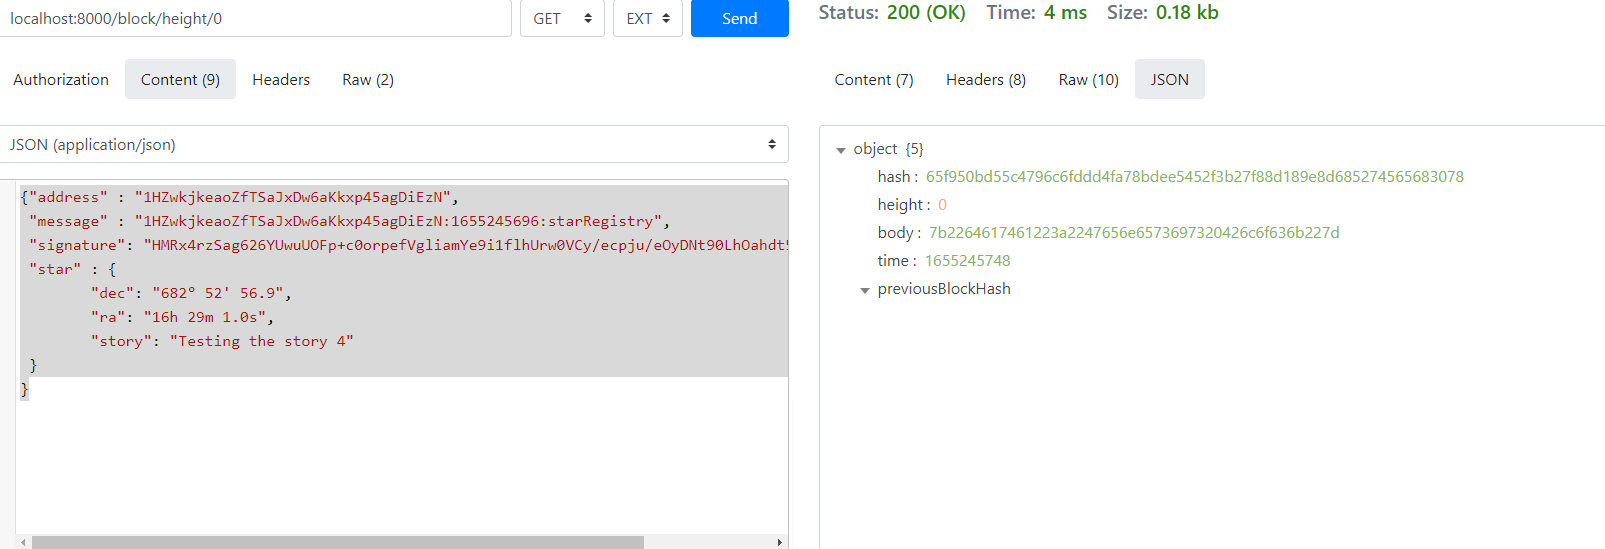 localhost:8000/block/height/0 GET EXT Send
Status: 200 (OK) Time: 4 ms Size: 0.18 kb
Authorization Content (9) Headers Raw (2)
Content (7) Headers (8) Raw (10) JSON
JSON (application/json)
{"address" : "1HZwkjkeaoZfTSaJxDw6aKkxp45agDiEzN",
"message" : "1HZwkjkeaoZfTSaJxDw6aKkxp45agDiEzN:1655245696:starRegistry",
"signature": "HMRx4rzSag626YUwuUOFp+c0orpefVgliamYe9i1flhUrw0VCy/ecpju/eOyDNt90LhOahdt
"star" : {
"dec": "682° 52' 56.9",
"ra": "16h 29m 1.0s",
"story": "Testing the story 4"
}
}
object {5}
hash : 65f950bd55c4796c6fddd4fa78bdee5452f3b27f88d189e8d685274565683078
height : 0
body : 7b2264617461223a2247656e6573697320426c6f636b227d
time : 1655245748
previousBlockHash